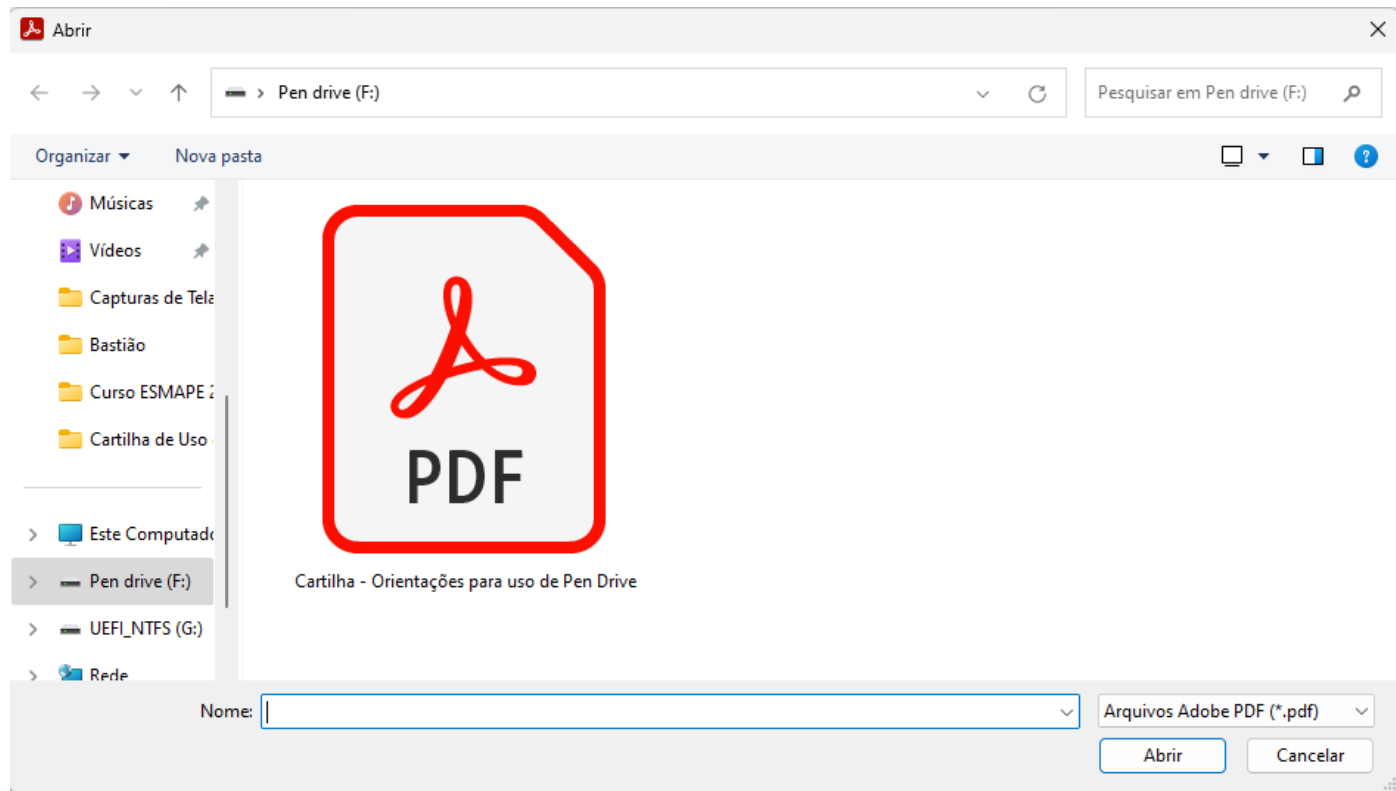 Abrir
Pen drive (F:)
Pesquisar em Pen drive (F:)
Organizar
Nova pasta
Músicas
Vídeos
Capturas de Tela
Bastião
Curso ESMAPE 2
Cartilha de Uso
Este Computado
Pen drive (F:)
UEFI_NTFS (G:)
Rede
PDF
Cartilha - Orientações para uso de Pen Drive
Nome:
Arquivos Adobe PDF (*.pdf)
Abrir
Cancelar